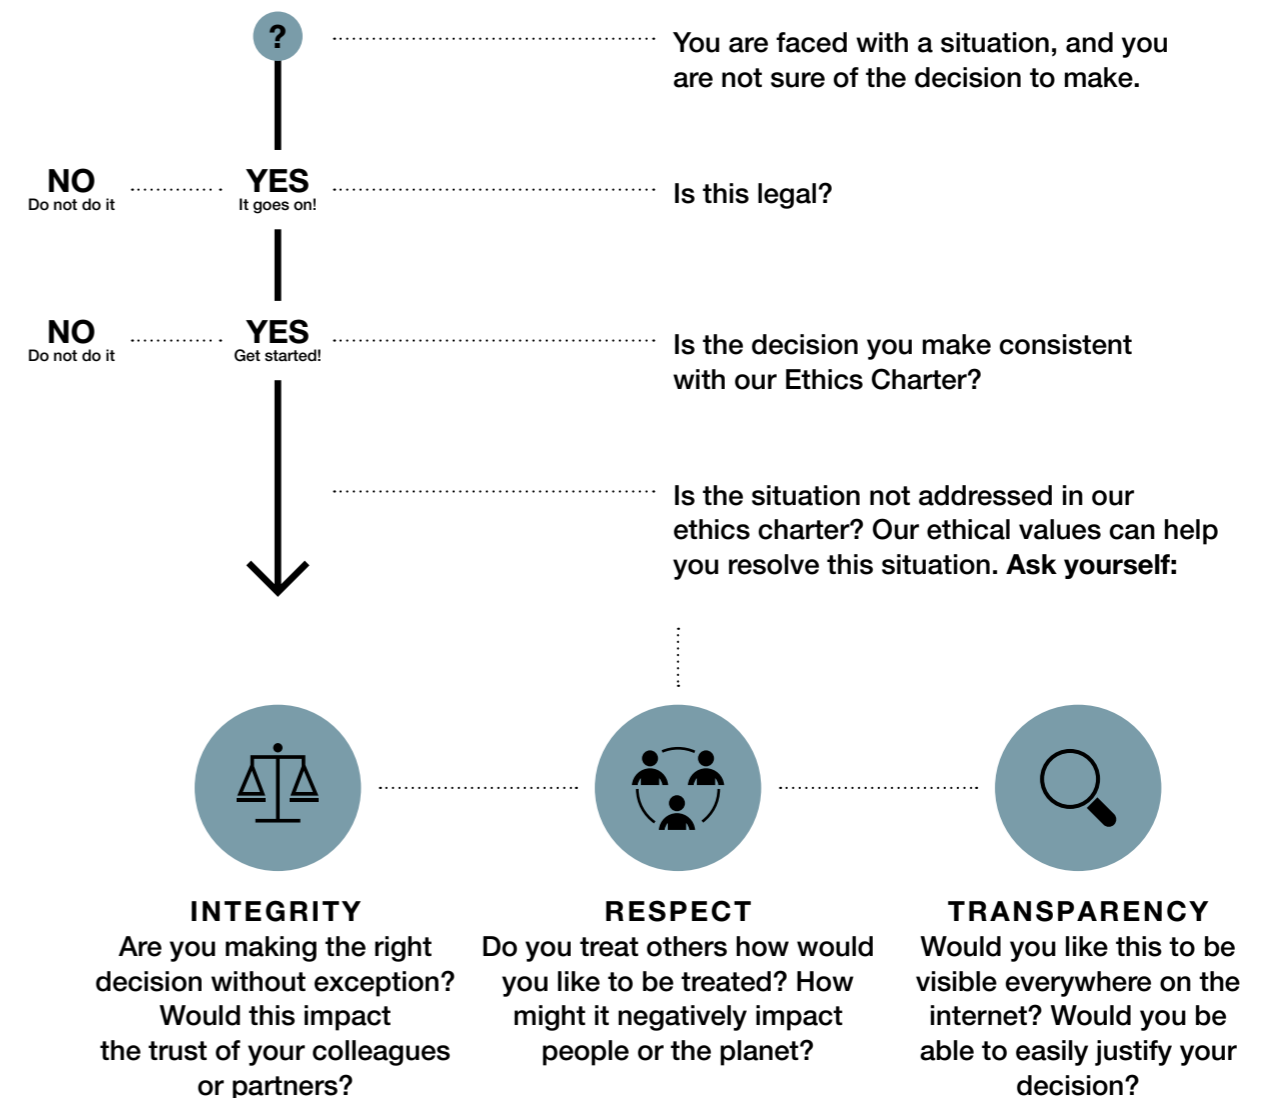 ?
You are faced with a situation, and you
are not sure of the decision to make.
NO
Do not do it
YES
It goes on!
Is this legal?
NO
Do not do it
YES
Get started!
Is the decision you make consistent
with our Ethics Charter?
Is the situation not addressed in our
ethics charter? Our ethical values can help
you resolve this situation. Ask yourself:
INTEGRITY
Are you making the right
decision without exception?
Would this impact
the trust of your colleagues
or partners?
RESPECT
Do you treat others how would
you like to be treated? How
might it negatively impact
people or the planet?
TRANSPARENCY
Would you like this to be
visible everywhere on the
internet? Would you be
able to easily justify your
decision?